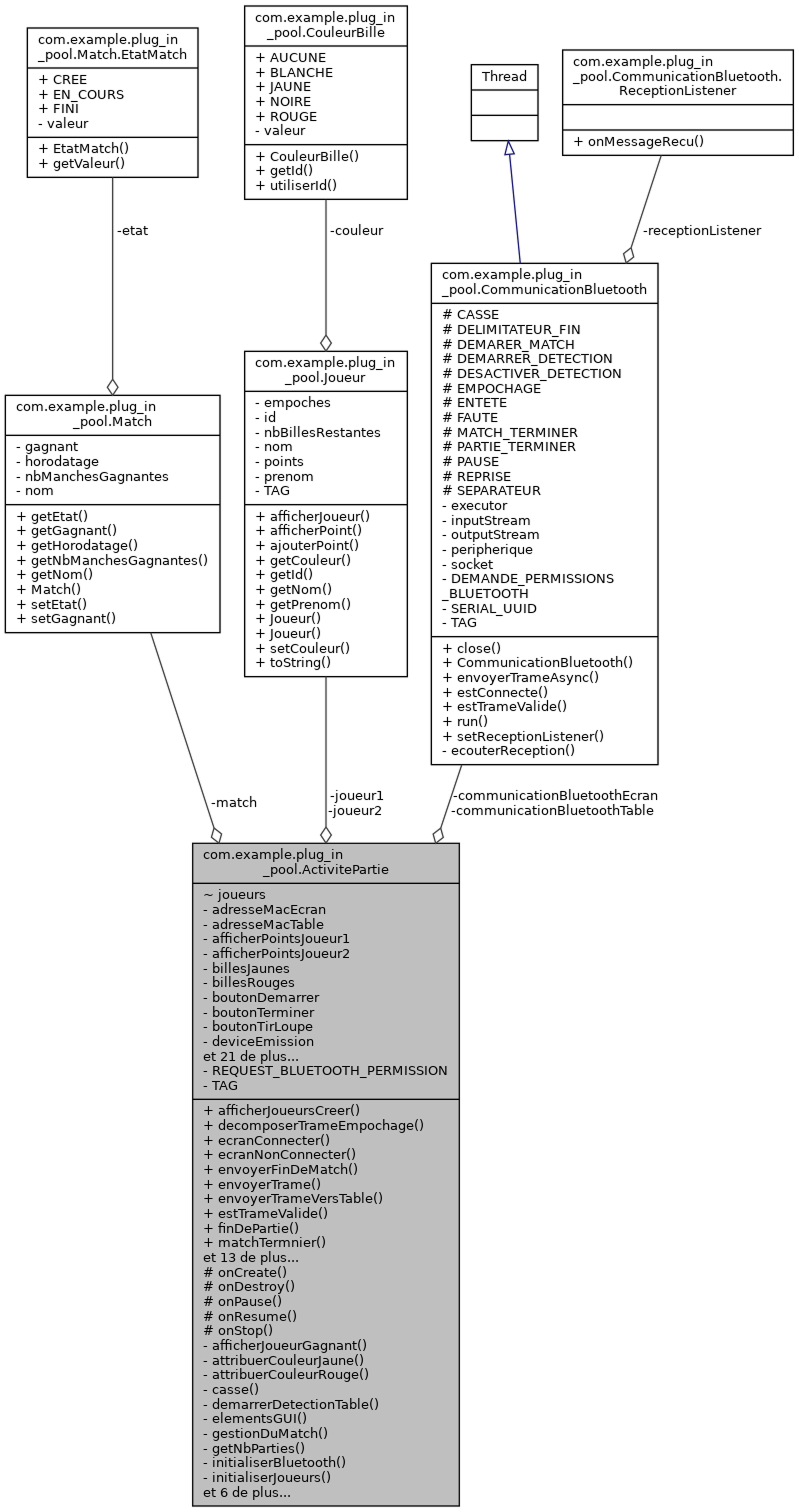 com.example.plug_in
_pool.Match.EtatMatch
+ CREE
+ EN_COURS
+ FINI
- valeur
+ EtatMatch()
+ getValeur()
com.example.plug_in
_pool.CouleurBille
+ AUCUNE
+ BLANCHE
+ JAUNE
+ NOIRE
+ ROUGE
- valeur
+ CouleurBille()
+ getId()
+ utiliserId()
Thread
com.example.plug_in
_pool.CommunicationBluetooth.
ReceptionListener
+ onMessageRecu()
-etat
-couleur
-receptionListener
com.example.plug_in
_pool.Match
- gagnant
- horodatage
- nbManchesGagnantes
- nom
+ getEtat()
+ getGagnant()
+ getHorodatage()
+ getNbManchesGagnantes()
+ getNom()
+ Match()
+ setEtat()
+ setGagnant()
com.example.plug_in
_pool.Joueur
- empoches
- id
- nbBillesRestantes
- nom
- points
- prenom
- TAG
+ afficherJoueur()
+ afficherPoint()
+ ajouterPoint()
+ getCouleur()
+ getId()
+ getNom()
+ getPrenom()
+ Joueur()
+ Joueur()
+ setCouleur()
+ toString()
com.example.plug_in
_pool.CommunicationBluetooth
# CASSE
# DELIMITATEUR_FIN
# DEMARER_MATCH
# DEMARRER_DETECTION
# DESACTIVER_DETECTION
# EMPOCHAGE
# ENTETE
# FAUTE
# MATCH_TERMINER
# PARTIE_TERMINER
# PAUSE
# REPRISE
# SEPARATEUR
- executor
- inputStream
- outputStream
- peripherique
- socket
- DEMANDE_PERMISSIONS
_BLUETOOTH
- SERIAL_UUID
- TAG
+ close()
+ CommunicationBluetooth()
+ envoyerTrameAsync()
+ estConnecte()
+ estTrameValide()
+ run()
+ setReceptionListener()
- ecouterReception()
-match
-joueur1
-joueur2
-communicationBluetoothEcran
-communicationBluetoothTable
com.example.plug_in
_pool.ActivitePartie
~ joueurs
- adresseMacEcran
- adresseMacTable
- afficherPointsJoueur1
- afficherPointsJoueur2
- billesJaunes
- billesRouges
- boutonDemarrer
- boutonTerminer
- boutonTirLoupe
- deviceEmission
et 21 de plus...
- REQUEST_BLUETOOTH_PERMISSION
- TAG
+ afficherJoueursCreer()
+ decomposerTrameEmpochage()
+ ecranConnecter()
+ ecranNonConnecter()
+ envoyerFinDeMatch()
+ envoyerTrame()
+ envoyerTrameVersTable()
+ estTrameValide()
+ finDePartie()
+ matchTermnier()
et 13 de plus...
# onCreate()
# onDestroy()
# onPause()
# onResume()
# onStop()
- afficherJoueurGagnant()
- attribuerCouleurJaune()
- attribuerCouleurRouge()
- casse()
- demarrerDetectionTable()
- elementsGUI()
- gestionDuMatch()
- getNbParties()
- initialiserBluetooth()
- initialiserJoueurs()
et 6 de plus...